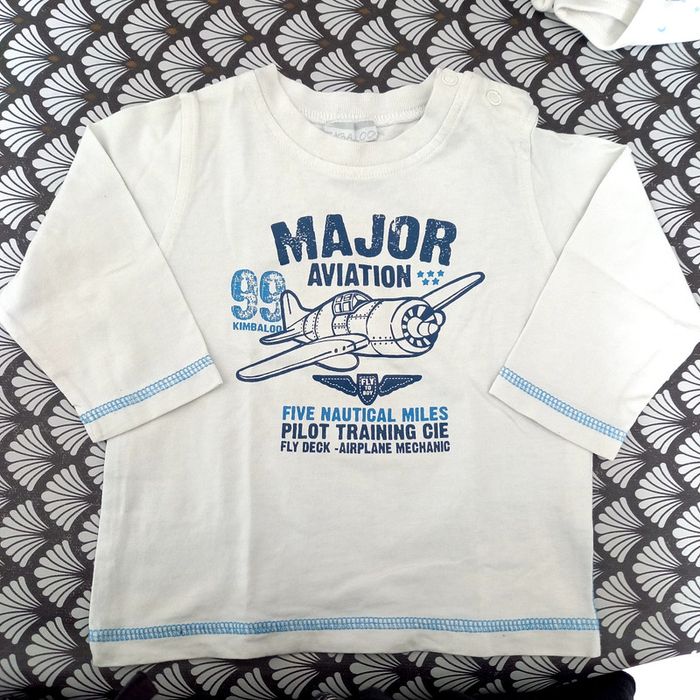 MAJOR
AVIATION
99
KIMBALOO
FLY
TO
BOY
FIVE NAUTICAL MILES
PILOT TRAINING CIE
FLY DECK -AIRPLANE MECHANIC